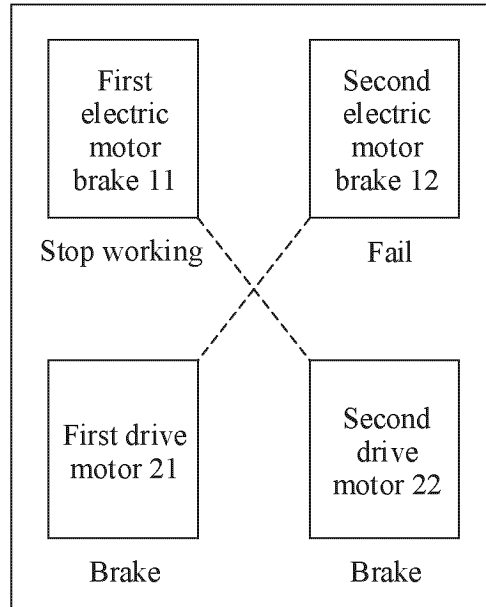 First
electric
motor
brake 11
Second
electric
motor
brake 12
Stop working
Fail
First drive
motor 21
Second
drive
motor 22
Brake
Brake